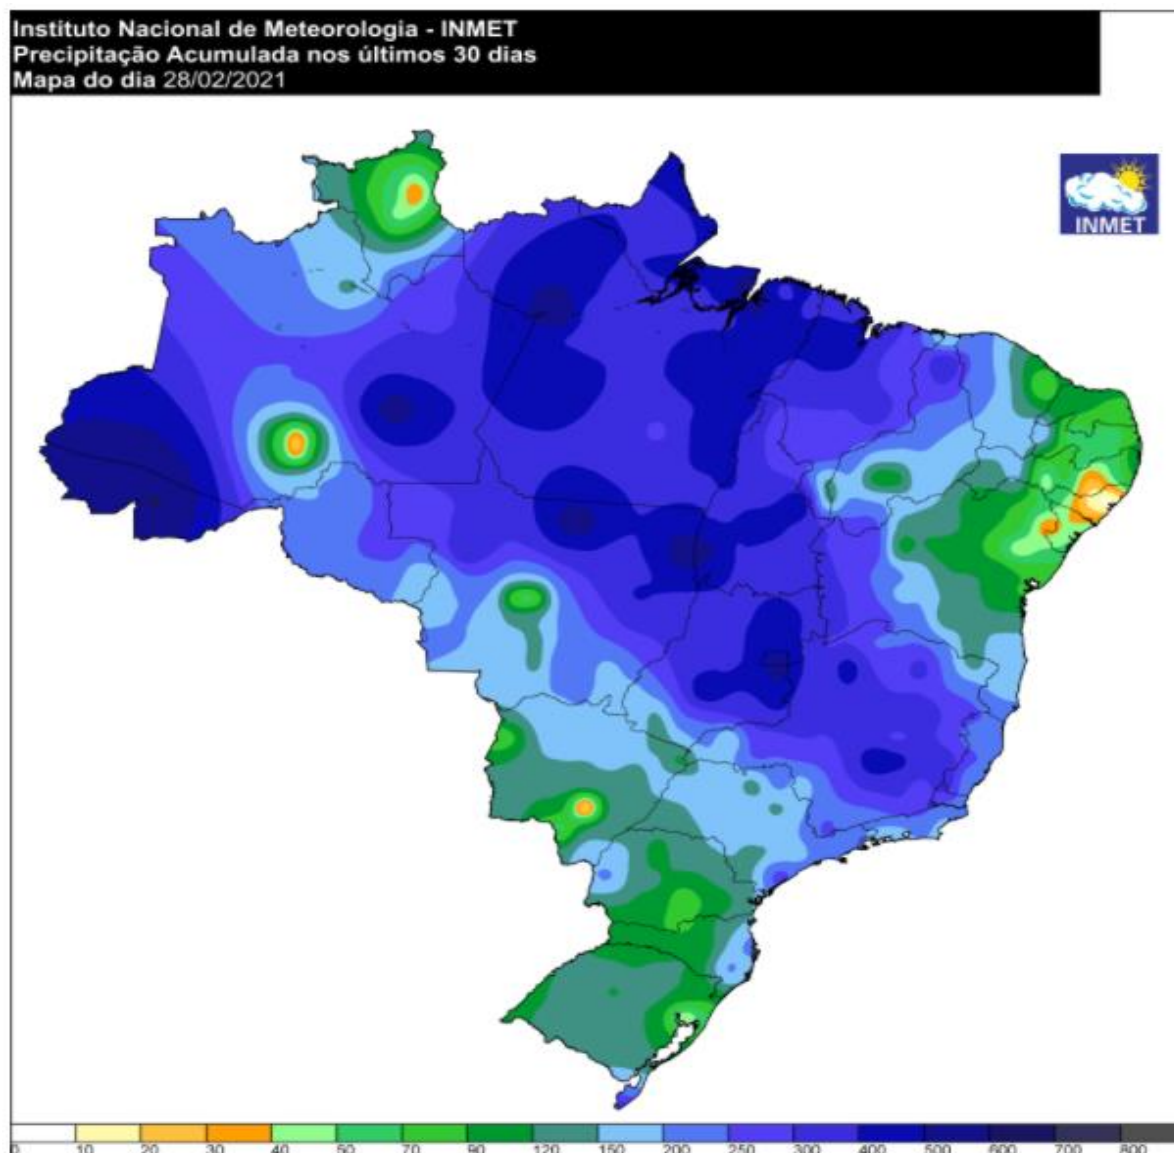 Instituto Nacional de Meteorologia - INMET
Precipitação Acumulada nos últimos 30 dias
Mapa do dia 28/02/2021
INMET
0 10 20 30 40 50 70 90 120 150 200 250 300 400 500 600 700 800